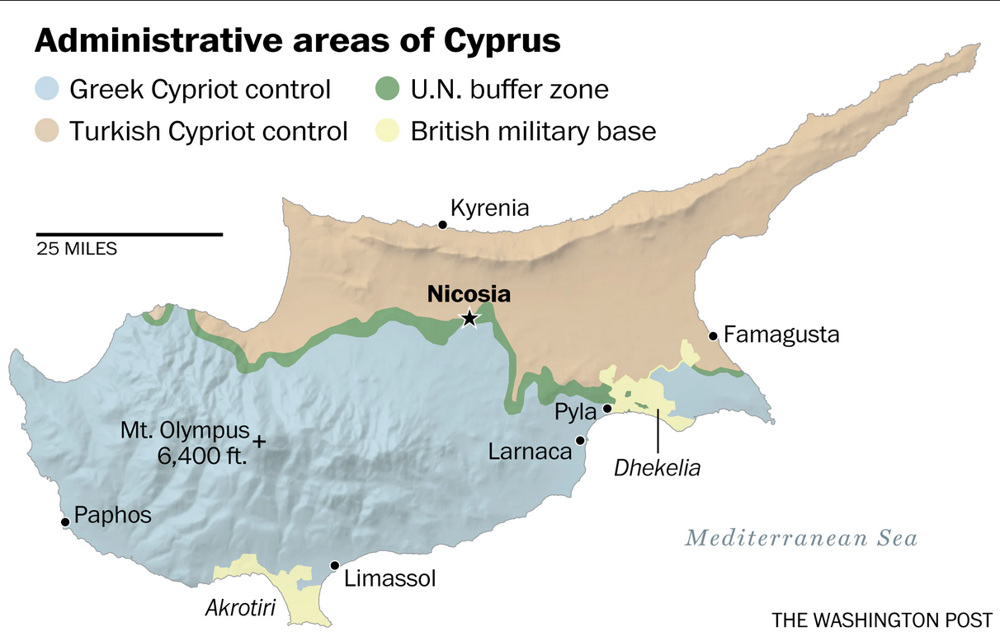 Administrative areas of Cyprus
Greek Cypriot control
U.N. buffer zone
Turkish Cypriot control
British military base
Kyrenia
25 MILES
Nicosia
Famagusta
Pyla
Mt. Olympus
6,400 ft.
Larnaca
Dhekelia
Paphos
Mediterranean Sea
Limassol
Akrotiri
THE WASHINGTON POST